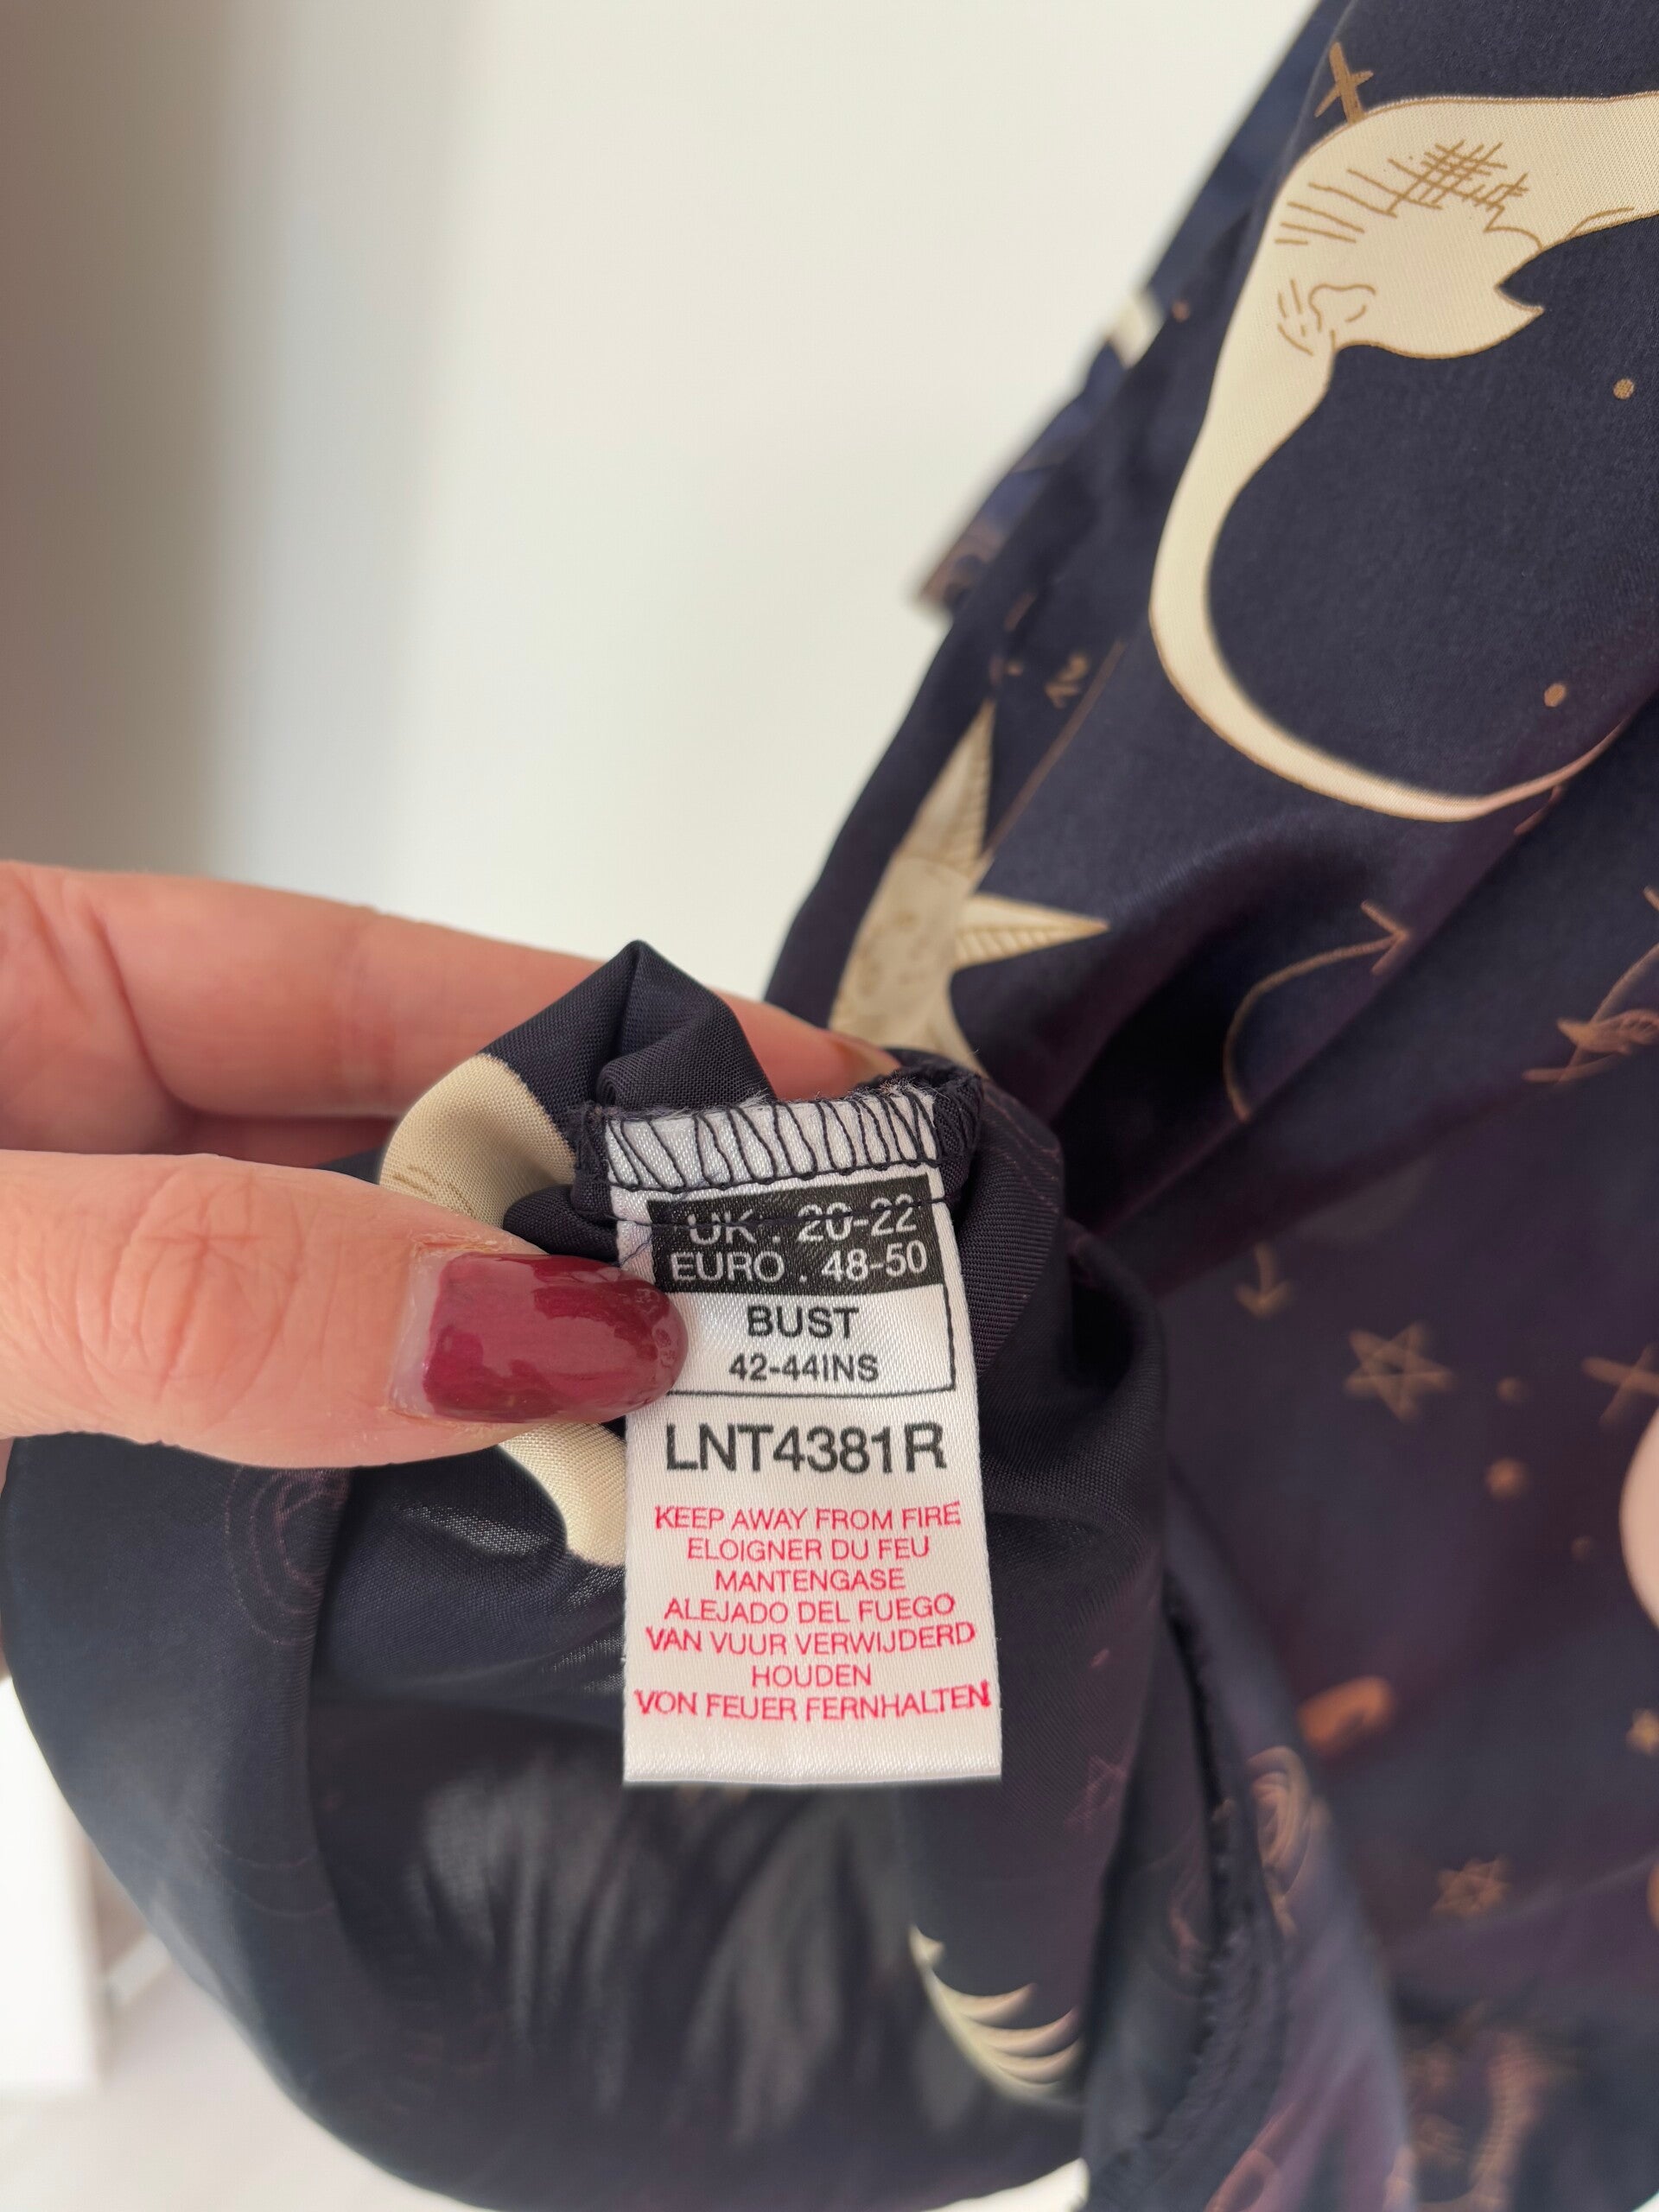 UK . 20-22
EURO . 48-50
BUST
42-44INS
LNT4381R
KEEP AWAY FROM FIRE
ELOIGNER DU FEU
MANTENGASE
ALEJADO DEL FUEGO
VAN VUUR VERWIJDERD
HOUDEN
VON FEUER FERNHALTEN